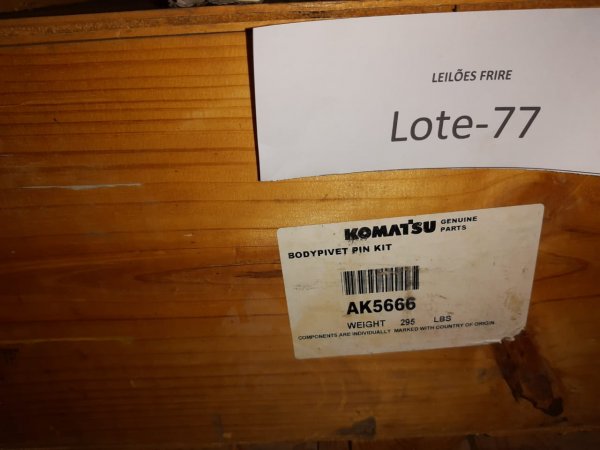 LEILÕES FRIRE
Lote-77
KOMATSU GENUINE PARTS
BODYPIVET PIN KIT
AK5666
WEIGHT 295 LBS
COMPONENTS ARE INDIVIDUALLY MARKED WITH COUNTRY OF ORIGIN